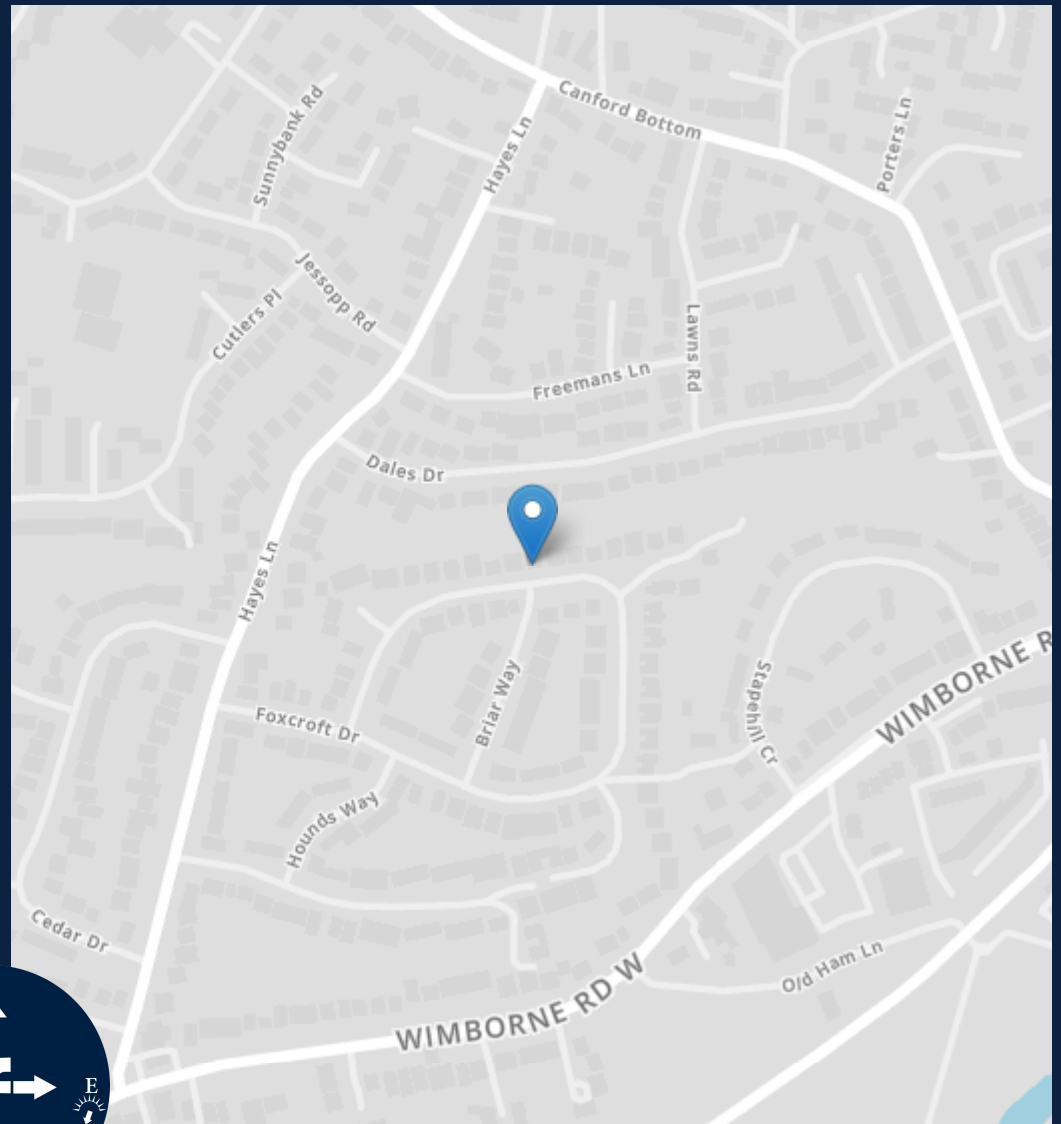 Canford Bottom
Porters Ln
Sunnybank Rd
Hayes Ln
Jessopp Rd
Cutlers Pl
Lawns Rd
Freemans Ln
Dales Dr
Hayes Ln
Foxcroft Dr
Briar Way
Stapehill Cr
WIMBORNE R
Hounds Way
Cedar Dr
Old Ham Ln
WIMBORNE RD W
E